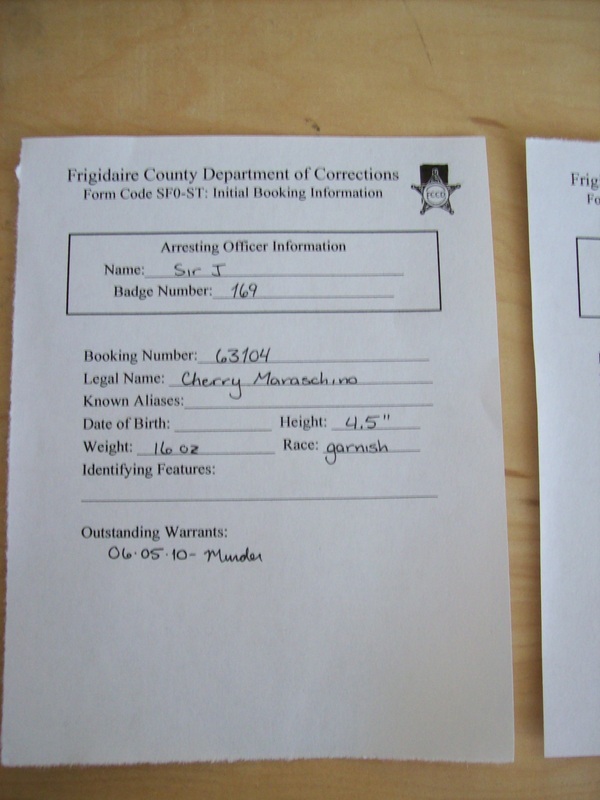 Frigidaire County Department of Corrections
Form Code SF0-ST: Initial Booking Information
FCCD
Arresting Officer Information
Name: Sir J
Badge Number: 169
Booking Number: 63104
Legal Name: Cherry Maraschino
Known Aliases:
Date of Birth: Height: 4.5"
Weight: 16 oz Race: garnish
Identifying Features:
Outstanding Warrants:
06.05.10- Murder